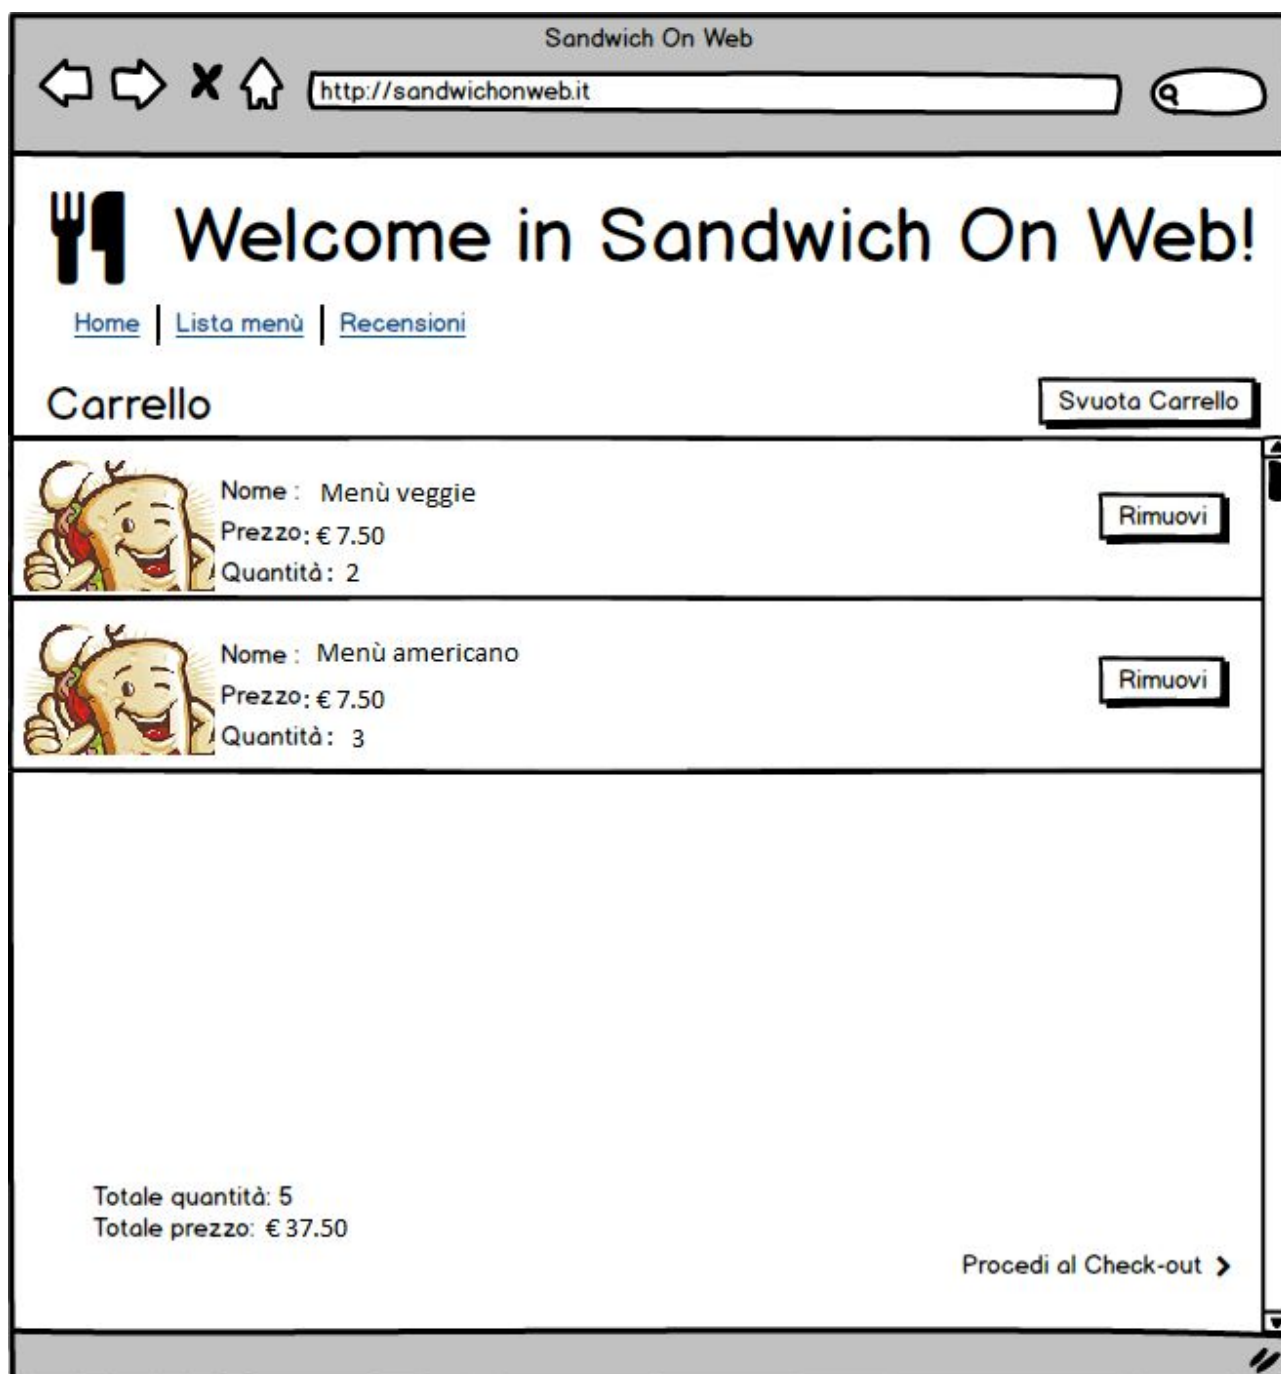 Sandwich On Web
http://sandwichonweb.it
Welcome in Sandwich On Web!
Home | Lista menù | Recensioni
Carrello
Svuota Carrello
Nome : Menù veggie
Prezzo: € 7.50
Quantità : 2
Rimuovi
Nome : Menù americano
Prezzo: € 7.50
Quantità : 3
Rimuovi
Totale quantità: 5
Totale prezzo: € 37.50
Procedi al Check-out